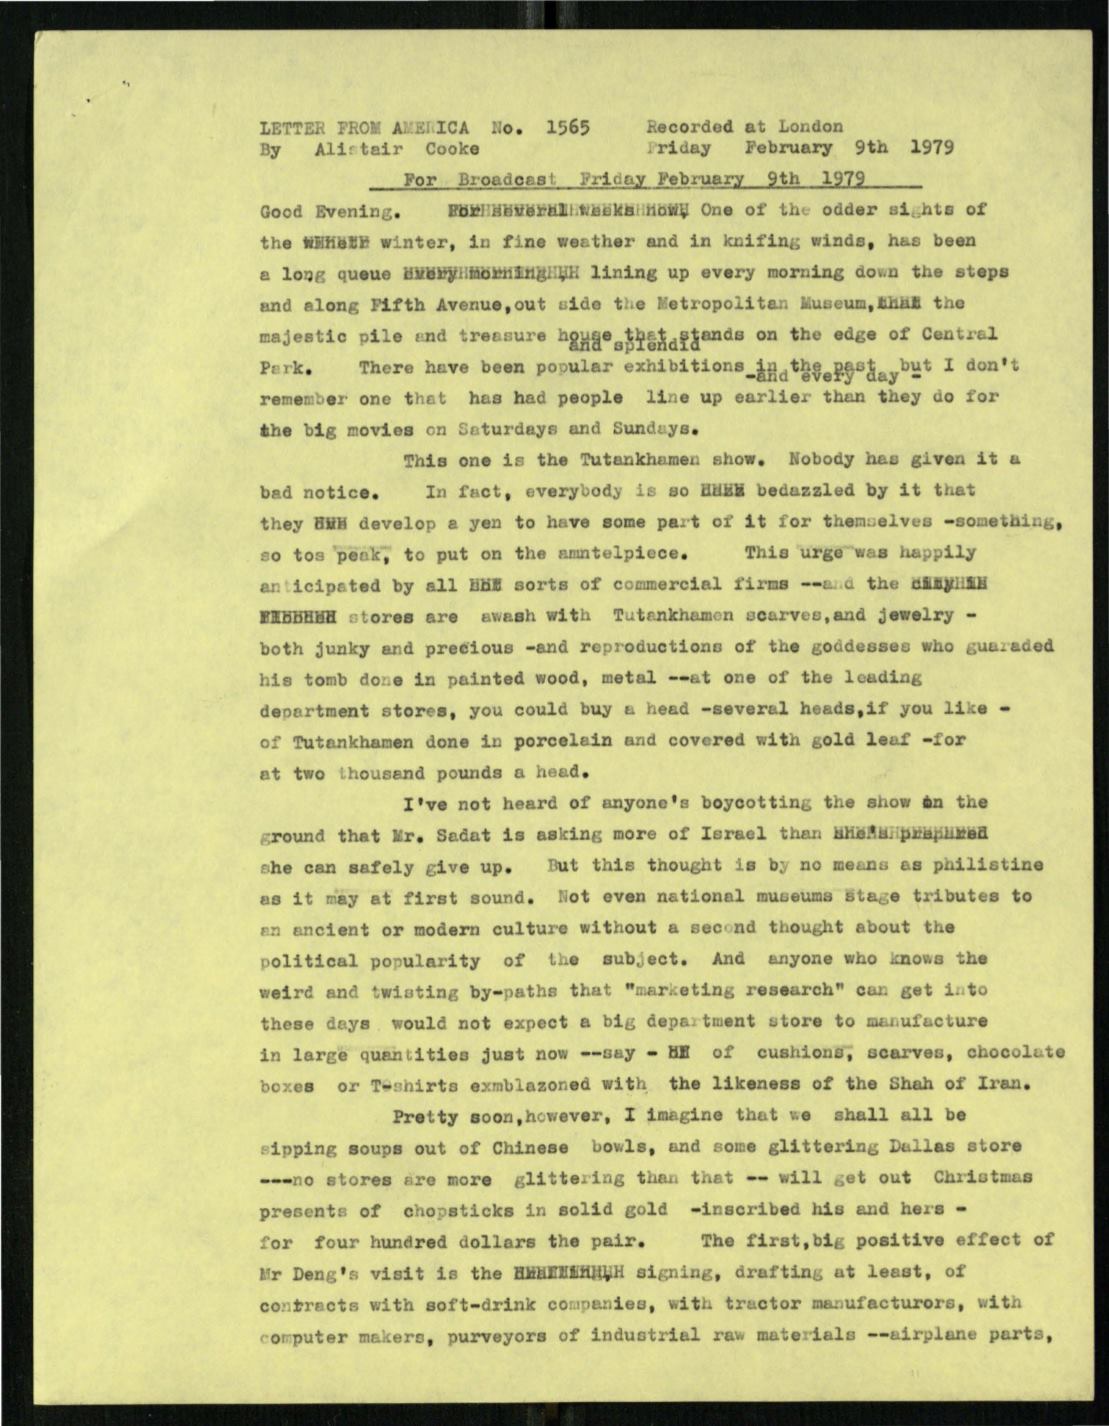 LETTER FROM AMERICA No. 1565 Recorded at London
By Alistair Cooke Friday February 9th 1979
For Broadcast Friday February 9th 1979
Good Evening. For several weeks now, One of the odder sights of
the winter, in fine weather and in knifing winds, has been
a long queue every morning lining up every morning down the steps
and along Fifth Avenue,out side the Metropolitan Museum, the
majestic pile and treasure house that stands on the edge of Central
and splendid
Park. There have been popular exhibitions in the past but I don't
-and every day -
remember one that has had people line up earlier than they do for
the big movies on Saturdays and Sundays.
This one is the Tutankhamen show. Nobody has given it a
bad notice. In fact, everybody is so bedazzled by it that
they develop a yen to have some part of it for themselves -something,
so tos peak, to put on the amntelpiece. This urge was happily
anticipated by all sorts of commercial firms --and the
stores are awash with Tutankhamen scarves,and jewelry -
both junky and precious -and reproductions of the goddesses who guaraded
his tomb done in painted wood, metal --at one of the leading
department stores, you could buy a head -several heads,if you like -
of Tutankhamen done in porcelain and covered with gold leaf -for
at two thousand pounds a head.
I've not heard of anyone's boycotting the show on the
ground that Mr. Sadat is asking more of Israel than she's prepared
she can safely give up. But this thought is by no means as philistine
as it may at first sound. Not even national museums stage tributes to
an ancient or modern culture without a second thought about the
political popularity of the subject. And anyone who knows the
weird and twisting by-paths that "marketing research" can get into
these days would not expect a big department store to manufacture
in large quantities just now --say - of cushions, scarves, chocolate
boxes or T-shirts exmblazoned with the likeness of the Shah of Iran.
Pretty soon,however, I imagine that we shall all be
sipping soups out of Chinese bowls, and some glittering Dallas store
---no stores are more glittering than that -- will get out Christmas
presents of chopsticks in solid gold -inscribed his and hers -
for four hundred dollars the pair. The first,big positive effect of
Mr Deng's visit is the signing, drafting at least, of
contracts with soft-drink companies, with tractor manufacturors, with
computer makers, purveyors of industrial raw materials --airplane parts,